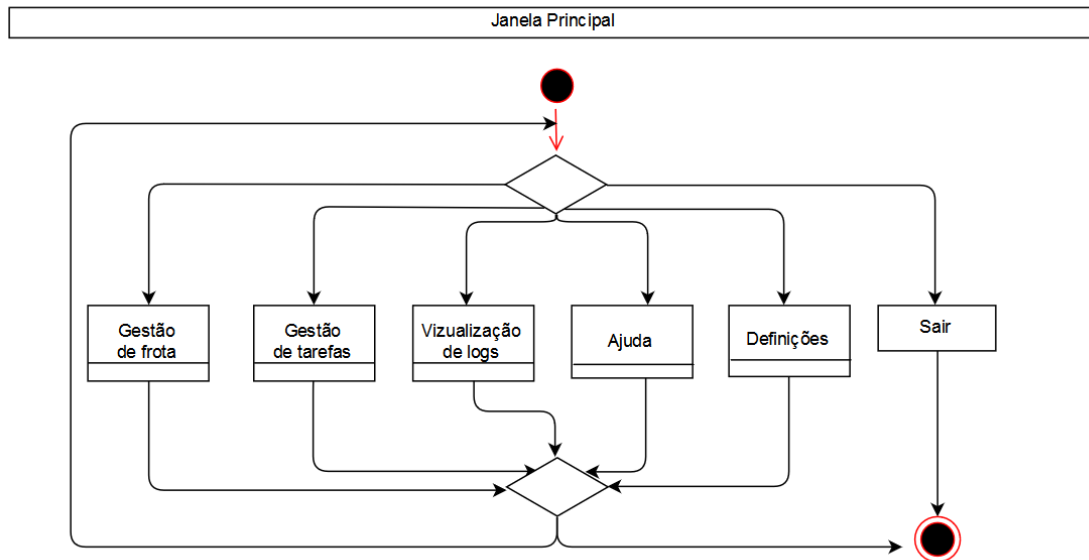 Janela Principal
Gestão
de frota
Gestão
de tarefas
Vizualização
de logs
Ajuda
Definições
Sair